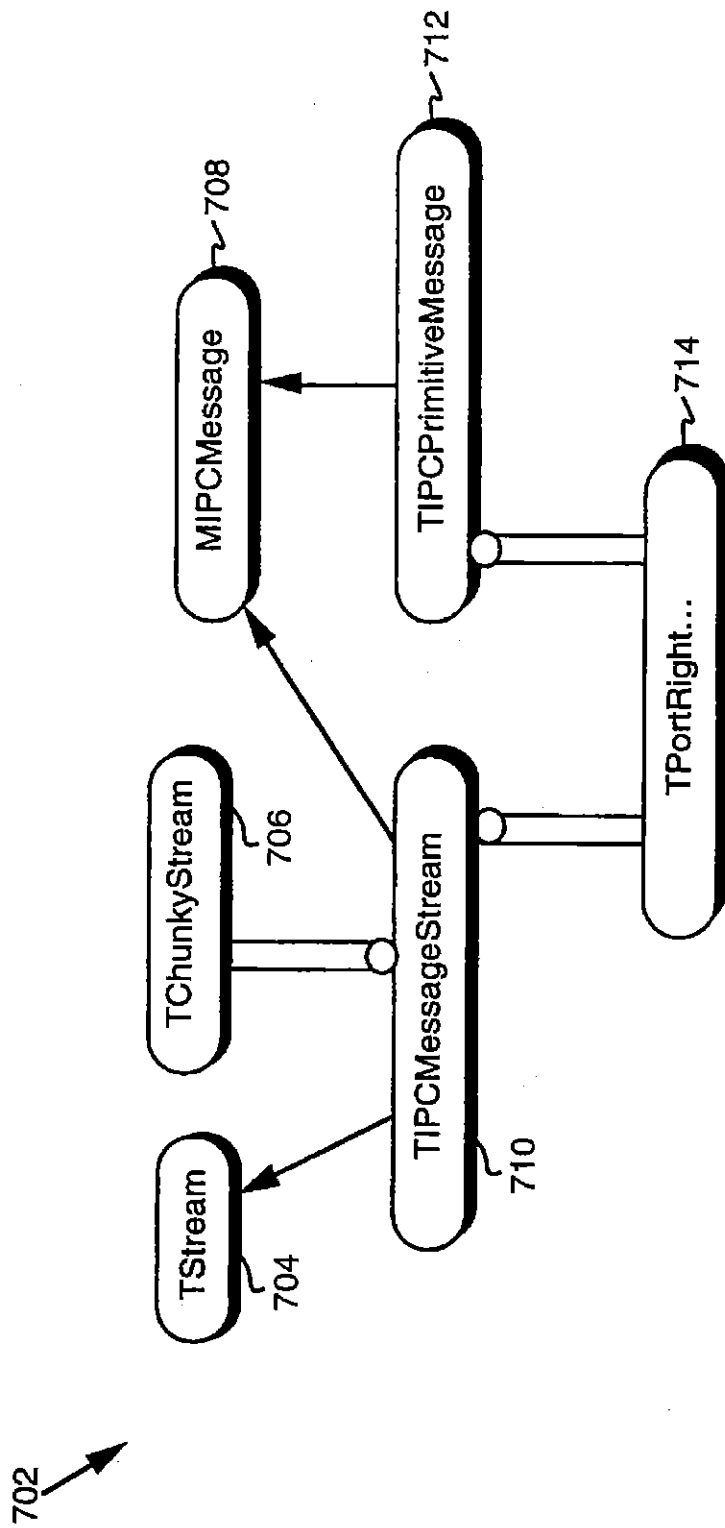 702
TStream
704
TChunkyStream
706
MIPCMessage
708
TIPCMessageStream
710
TIPCPrimitiveMessage
712
TPortRight...
714